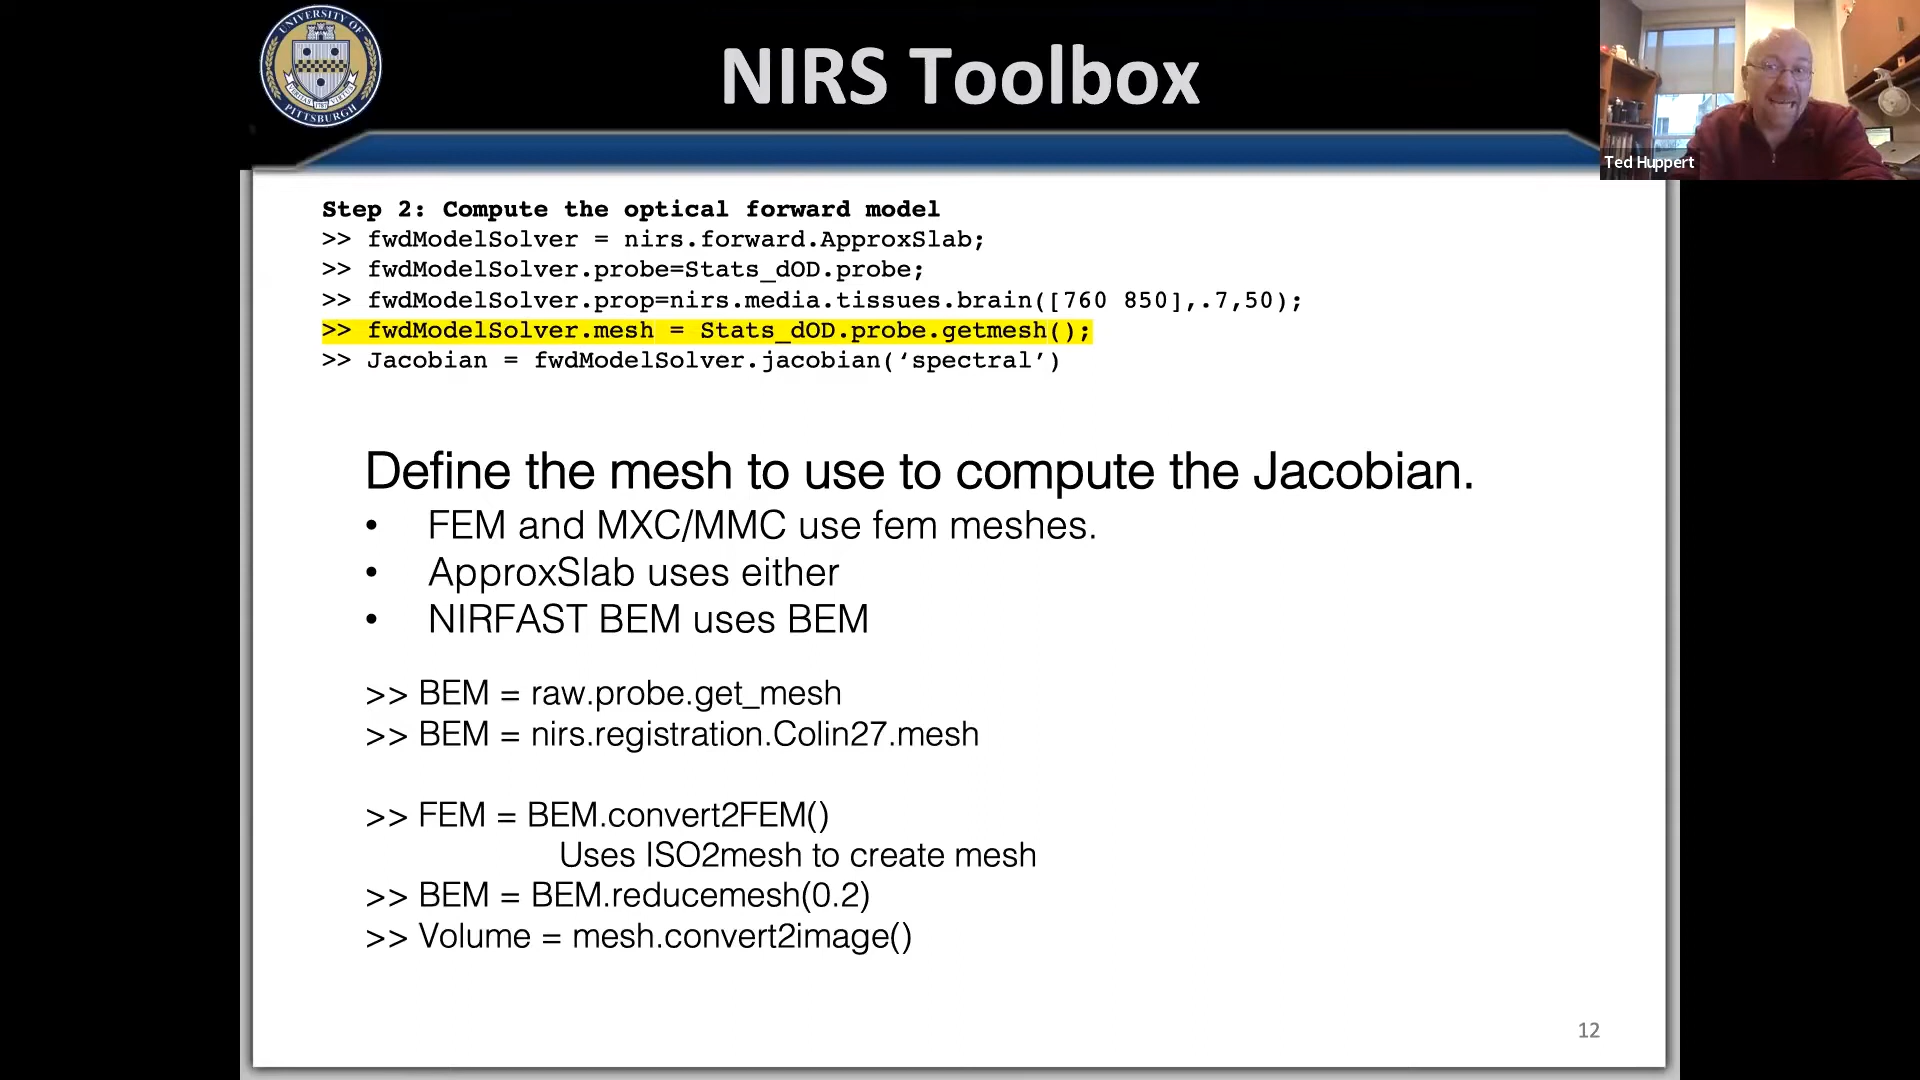 UNIVERSITY OF
PITTSBURGH
NIRS Toolbox
Ted Huppert
Step 2: Compute the optical forward model
>> fwdModelSolver = nirs.forward.ApproxSlab;
>> fwdModelSolver.probe=Stats_dOD.probe;
>> fwdModelSolver.prop=nirs.media.tissues.brain([760 850],.7,50);
>> fwdModelSolver.mesh = Stats_dOD.probe.getmesh();
>> Jacobian = fwdModelSolver.jacobian(‘spectral’)
Define the mesh to use to compute the Jacobian.
• FEM and MXC/MMC use fem meshes.
• ApproxSlab uses either
• NIRFAST BEM uses BEM
>> BEM = raw.probe.get_mesh
>> BEM = nirs.registration.Colin27.mesh
>> FEM = BEM.convert2FEM()
Uses ISO2mesh to create mesh
>> BEM = BEM.reducemesh(0.2)
>> Volume = mesh.convert2image()
12